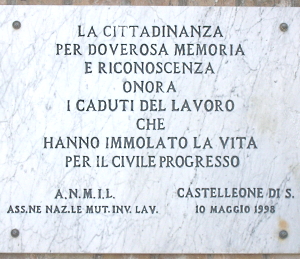 LA CITTADINANZA
PER DOVEROSA MEMORIA
E RICONOSCENZA
ONORA
I CADUTI DEL LAVORO
CHE
HANNO IMMOLATO LA VITA
PER IL CIVILE PROGRESSO
A.N.M.I.L. CASTELLEONE DI S.
ASS.NE NAZ.LE MUT. INV. LAV. 10 MAGGIO 1998